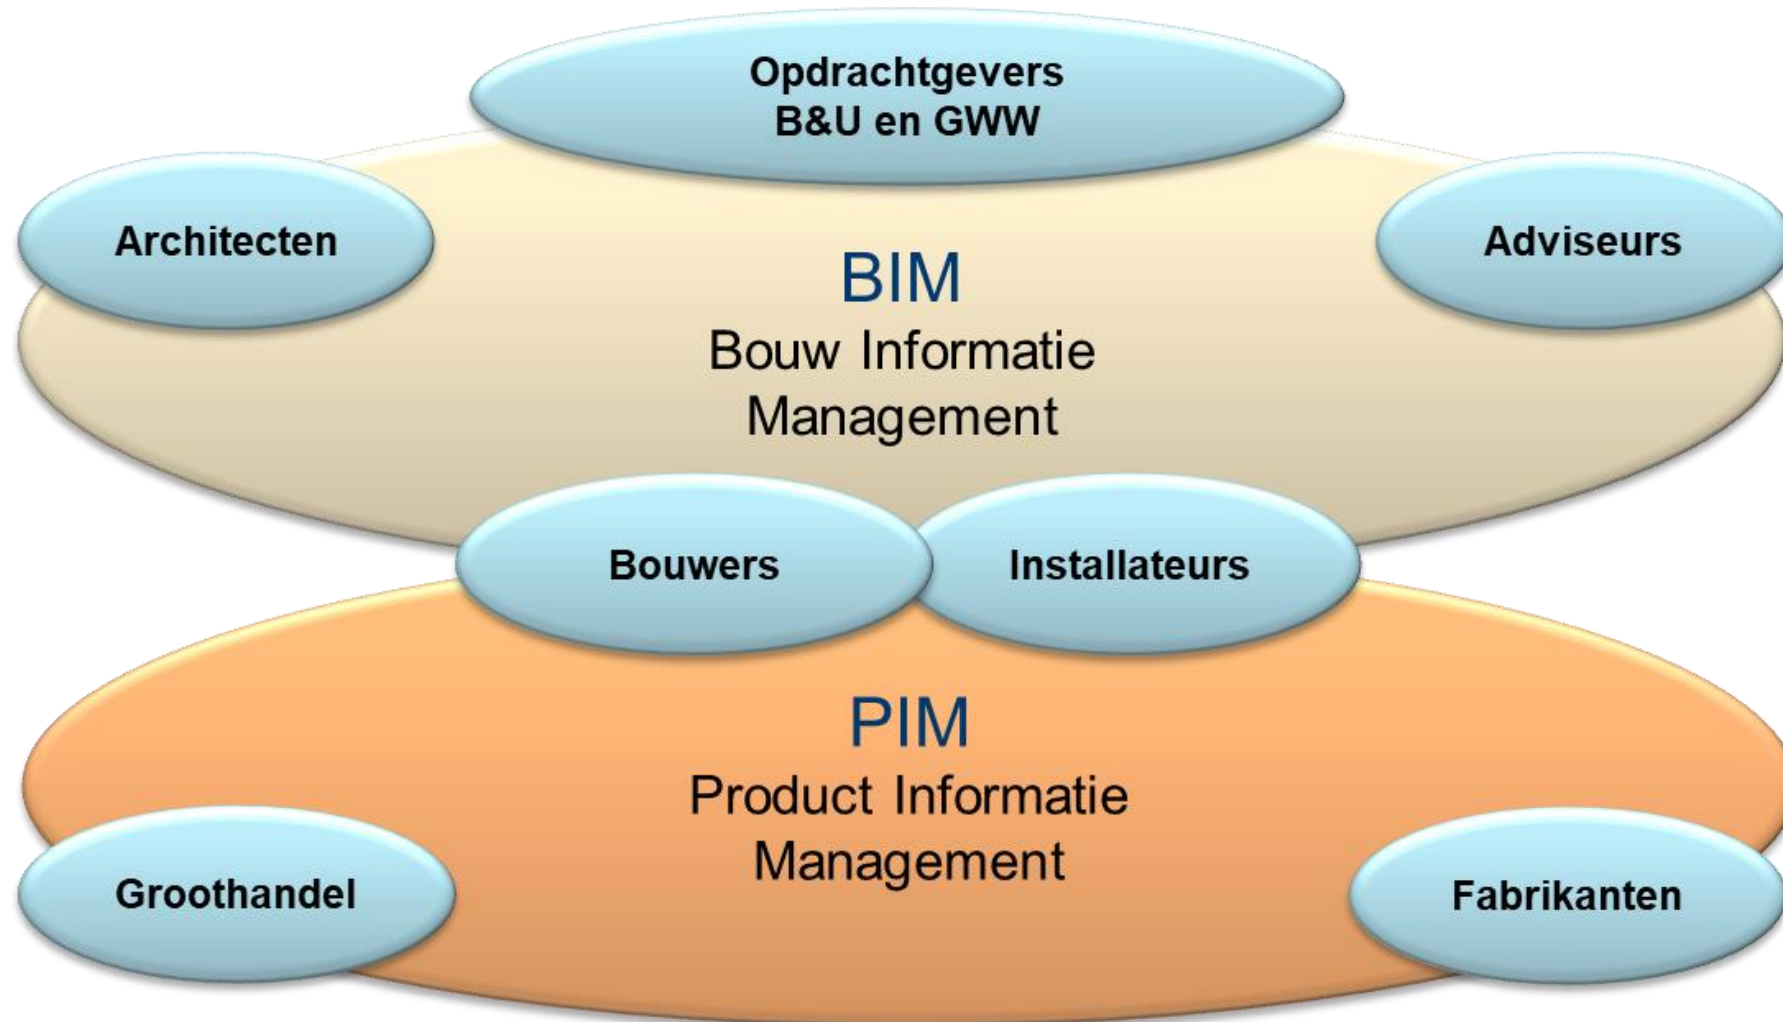 Opdrachtgevers
B&U en GWW
Architecten
Adviseurs
BIM
Bouw Informatie
Management
Bouwers
Installateurs
PIM
Product Informatie
Management
Groothandel
Fabrikanten